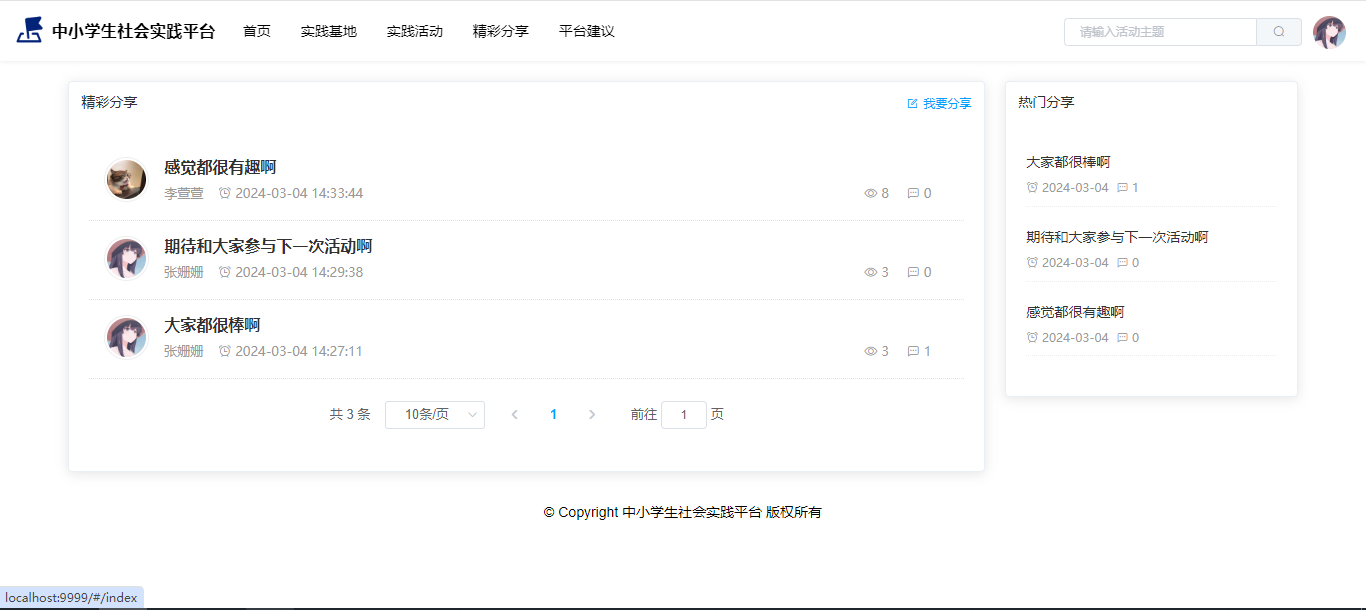 中小学生社会实践平台 首页 实践基地 实践活动 精彩分享 平台建议 请输入活动主题
精彩分享 我要分享
感觉都很有趣啊
李萱萱 2024-03-04 14:33:44 8 0
期待和大家参与下一次活动啊
张姗姗 2024-03-04 14:29:38 3 0
大家都很棒啊
张姗姗 2024-03-04 14:27:11 3 1
共 3 条 10条/页 1 前往 1 页
热门分享
大家都很棒啊
2024-03-04 1
期待和大家参与下一次活动啊
2024-03-04 0
感觉都很有趣啊
2024-03-04 0
© Copyright 中小学生社会实践平台 版权所有
localhost:9999/#/index